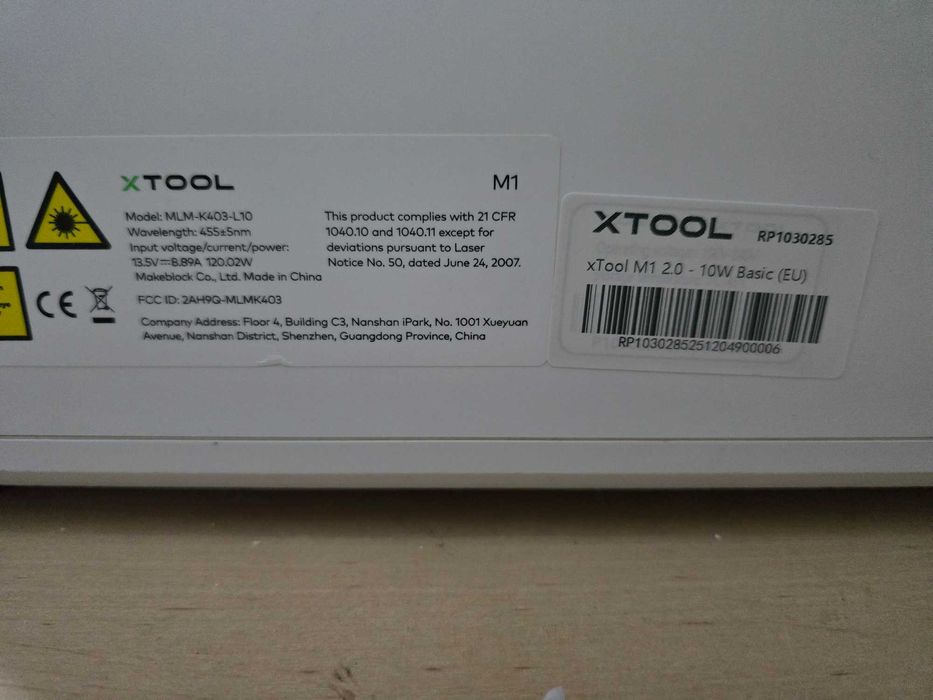 XTOOL
M1
Model: MLM-K403-L10
Wavelength: 455±5nm
Input voltage/current/power:
13.5V⎓8.89A 120.02W
Makeblock Co., Ltd. Made in China
FCC ID: 2AH9Q-MLMK403
This product complies with 21 CFR
1040.10 and 1040.11 except for
deviations pursuant to Laser
Notice No. 50, dated June 24, 2007.
CE
Company Address: Floor 4, Building C3, Nanshan iPark, No. 1001 Xueyuan
Avenue, Nanshan District, Shenzhen, Guangdong Province, China
XTOOL
RP1030285
xTool M1 2.0 - 10W Basic (EU)
RP1030285251204900006